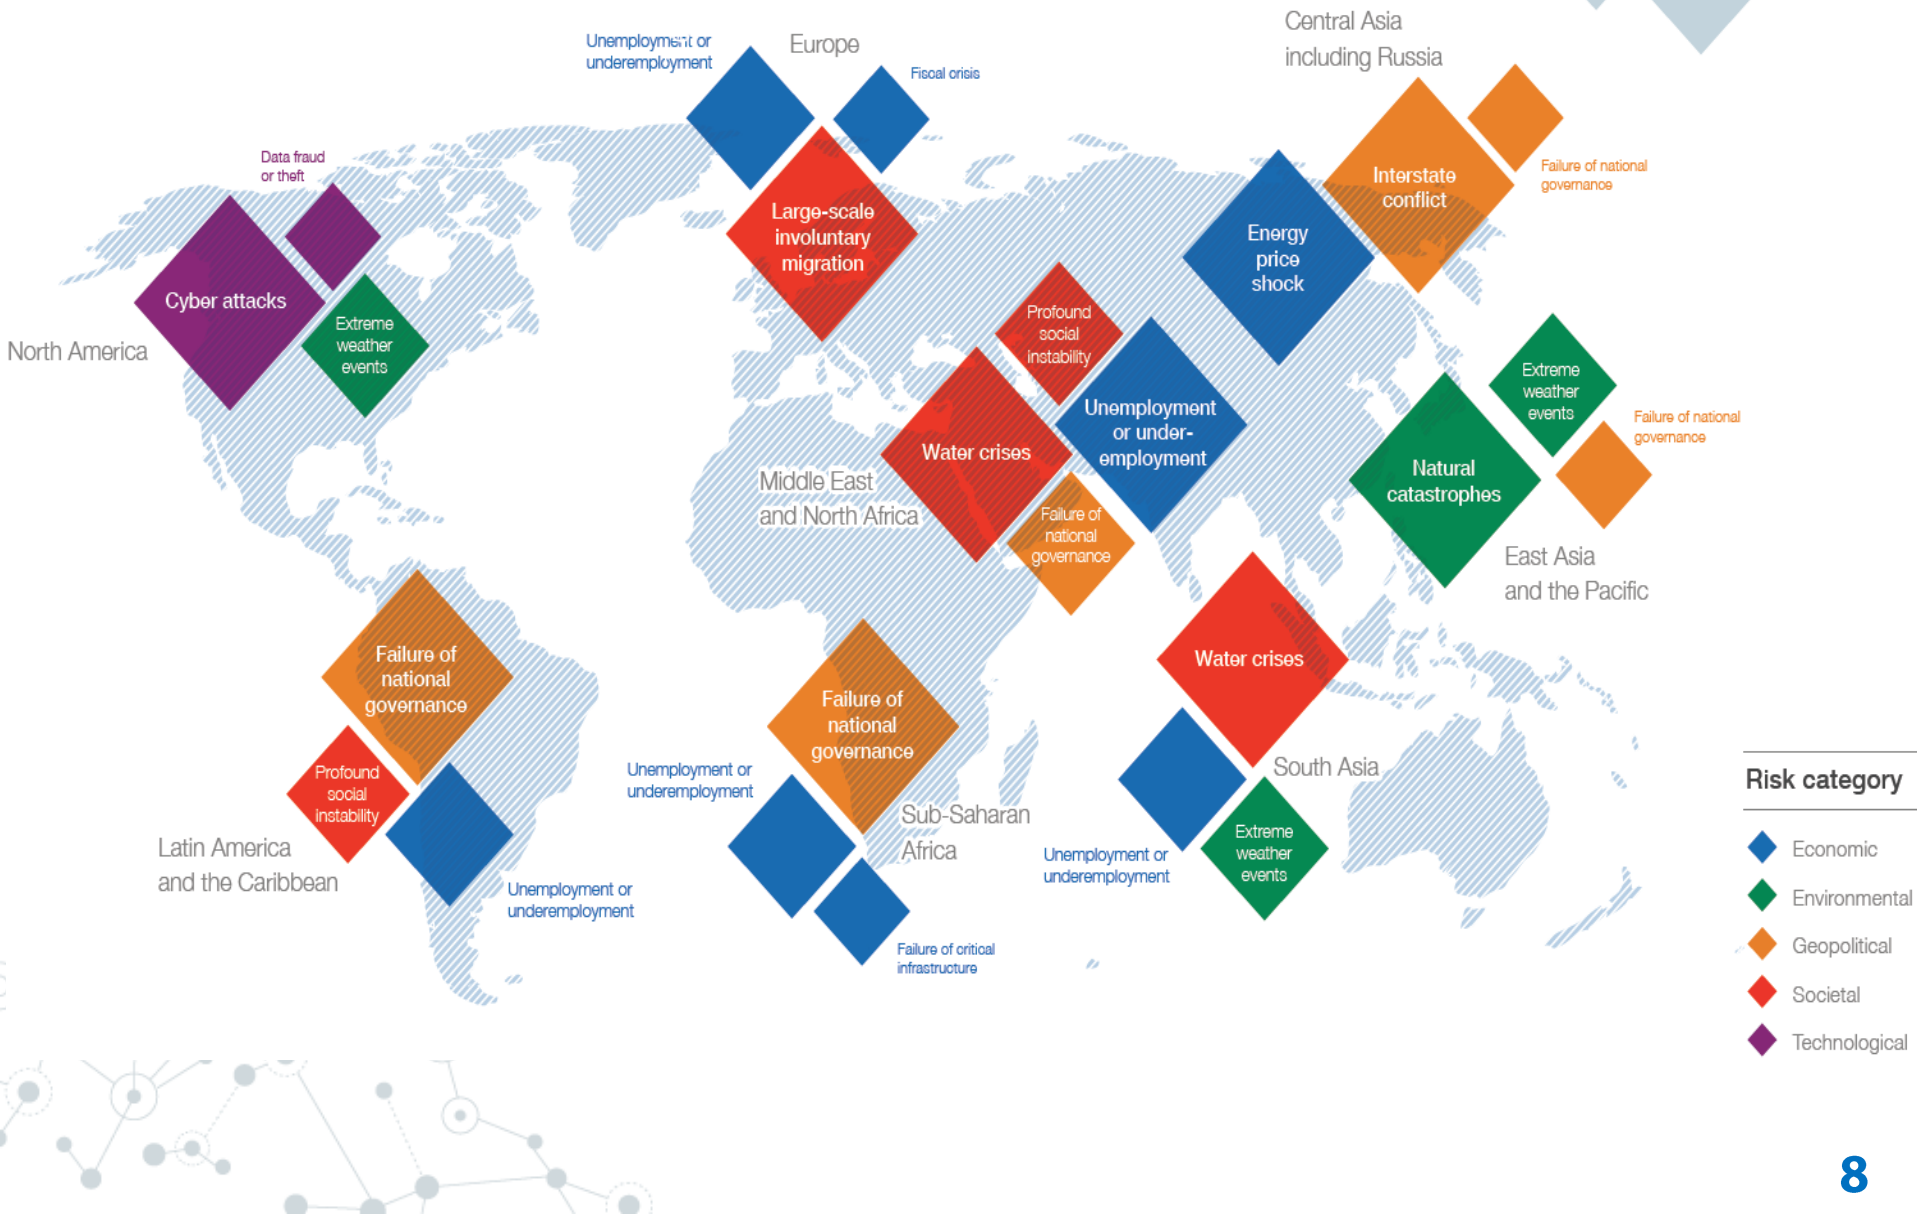 Central Asia
including Russia
Unemployment or
underemployment
Europe
Fiscal crisis
Data fraud
or theft
Interstate
conflict
Failure of national
governance
Large-scale
involuntary
migration
Energy
price
shock
Cyber attacks
Extreme
weather
events
North America
Profound
social
instability
Unemployment
or under-
employment
Water crises
Middle East
and North Africa
Failure of
national
governance
Extreme
weather
events
Failure of national
governance
Natural
catastrophes
East Asia
and the Pacific
Failure of
national
governance
Profound
social
instability
Latin America
and the Caribbean
Unemployment or
underemployment
Failure of
national
governance
Unemployment or
underemployment
Sub-Saharan
Africa
Failure of critical
infrastructure
Water crises
South Asia
Unemployment or
underemployment
Extreme
weather
events
Risk category
Economic
Environmental
Geopolitical
Societal
Technological
8